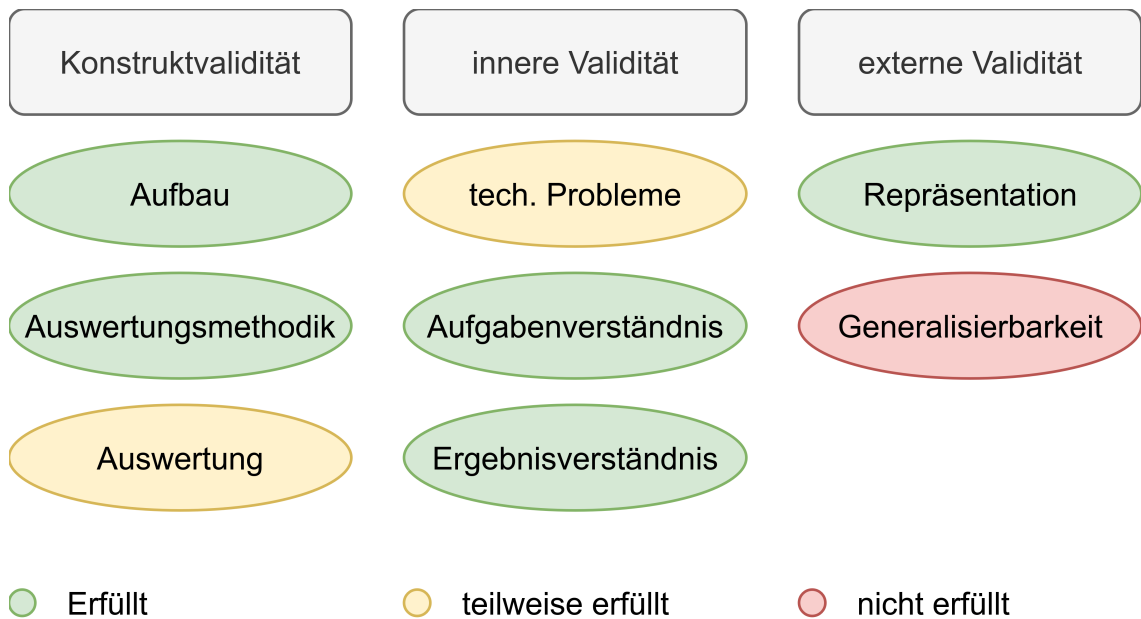 Konstruktvalidität
innere Validität
externe Validität
Aufbau
tech. Probleme
Repräsentation
Auswertungsmethodik
Aufgabenverständnis
Generalisierbarkeit
Auswertung
Ergebnisverständnis
Erfüllt
teilweise erfüllt
nicht erfüllt